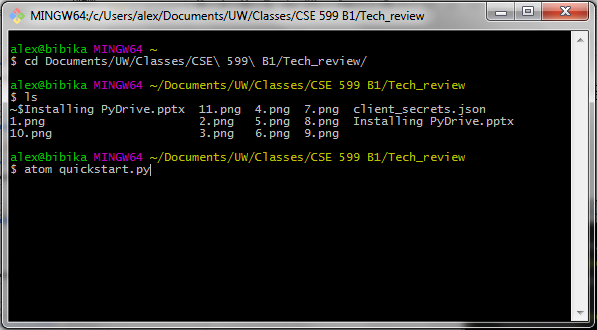 MINGW64:/c/Users/alex/Documents/UW/Classes/CSE 599 B1/Tech_review
alex@bibika MINGW64 ~
$ cd Documents/UW/Classes/CSE\ 599\ B1/Tech_review/
alex@bibika MINGW64 ~/Documents/UW/Classes/CSE 599 B1/Tech_review
$ ls
~$Installing PyDrive.pptx  11.png  4.png  7.png  client_secrets.json
1.png                      2.png   5.png  8.png  Installing PyDrive.pptx
10.png                     3.png   6.png  9.png
alex@bibika MINGW64 ~/Documents/UW/Classes/CSE 599 B1/Tech_review
$ atom quickstart.py